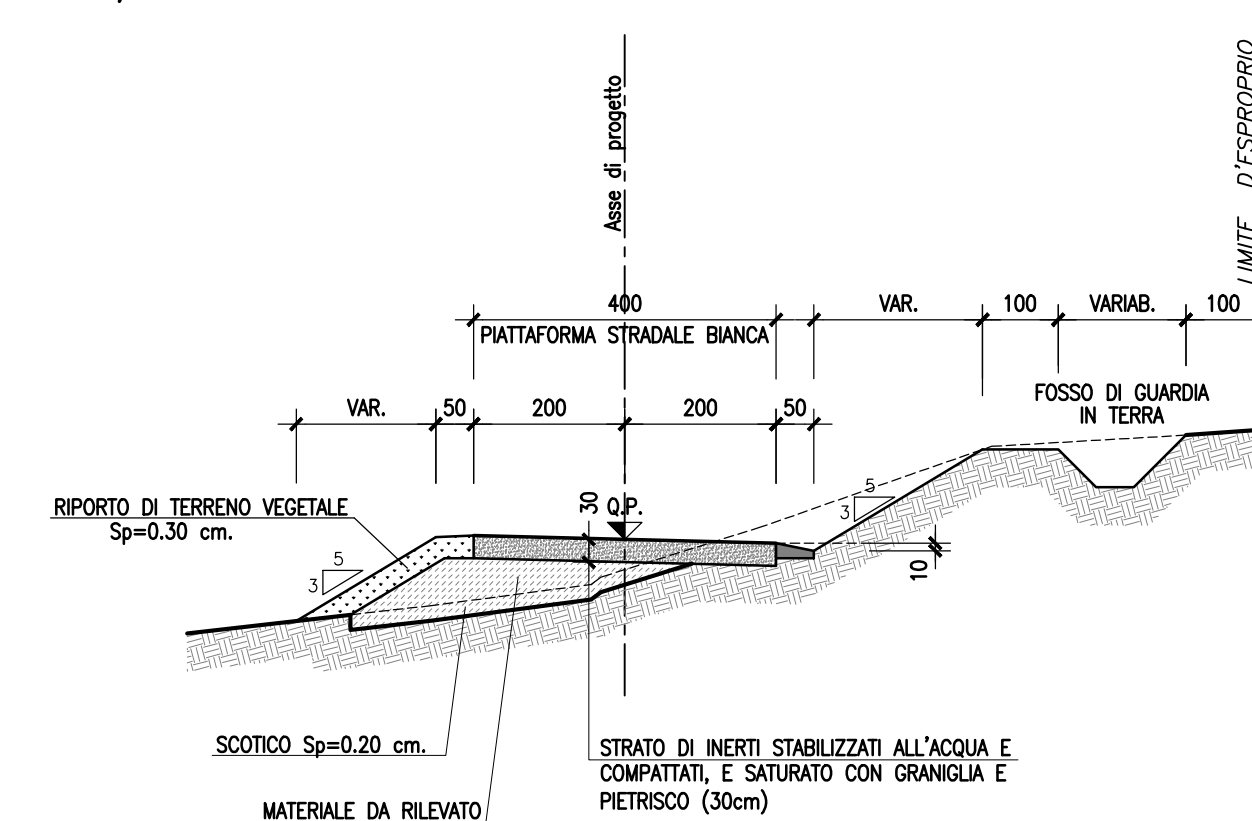 Asse di progetto
LIMITE D'ESPROPRIO
400
VAR.
100
VARIAB.
100
PIATTAFORMA STRADALE BIANCA
FOSSO DI GUARDIA
IN TERRA
VAR.
50
200
200
50
RIPORTO DI TERRENO VEGETALE
Sp=0.30 cm.
30
Q.P.
5
3
5
3
10
SCOTICO Sp=0.20 cm.
STRATO DI INERTI STABILIZZATI ALL'ACQUA E
COMPATTATI, E SATURATO CON GRANIGLIA E
PIETRISCO (30cm)
MATERIALE DA RILEVATO